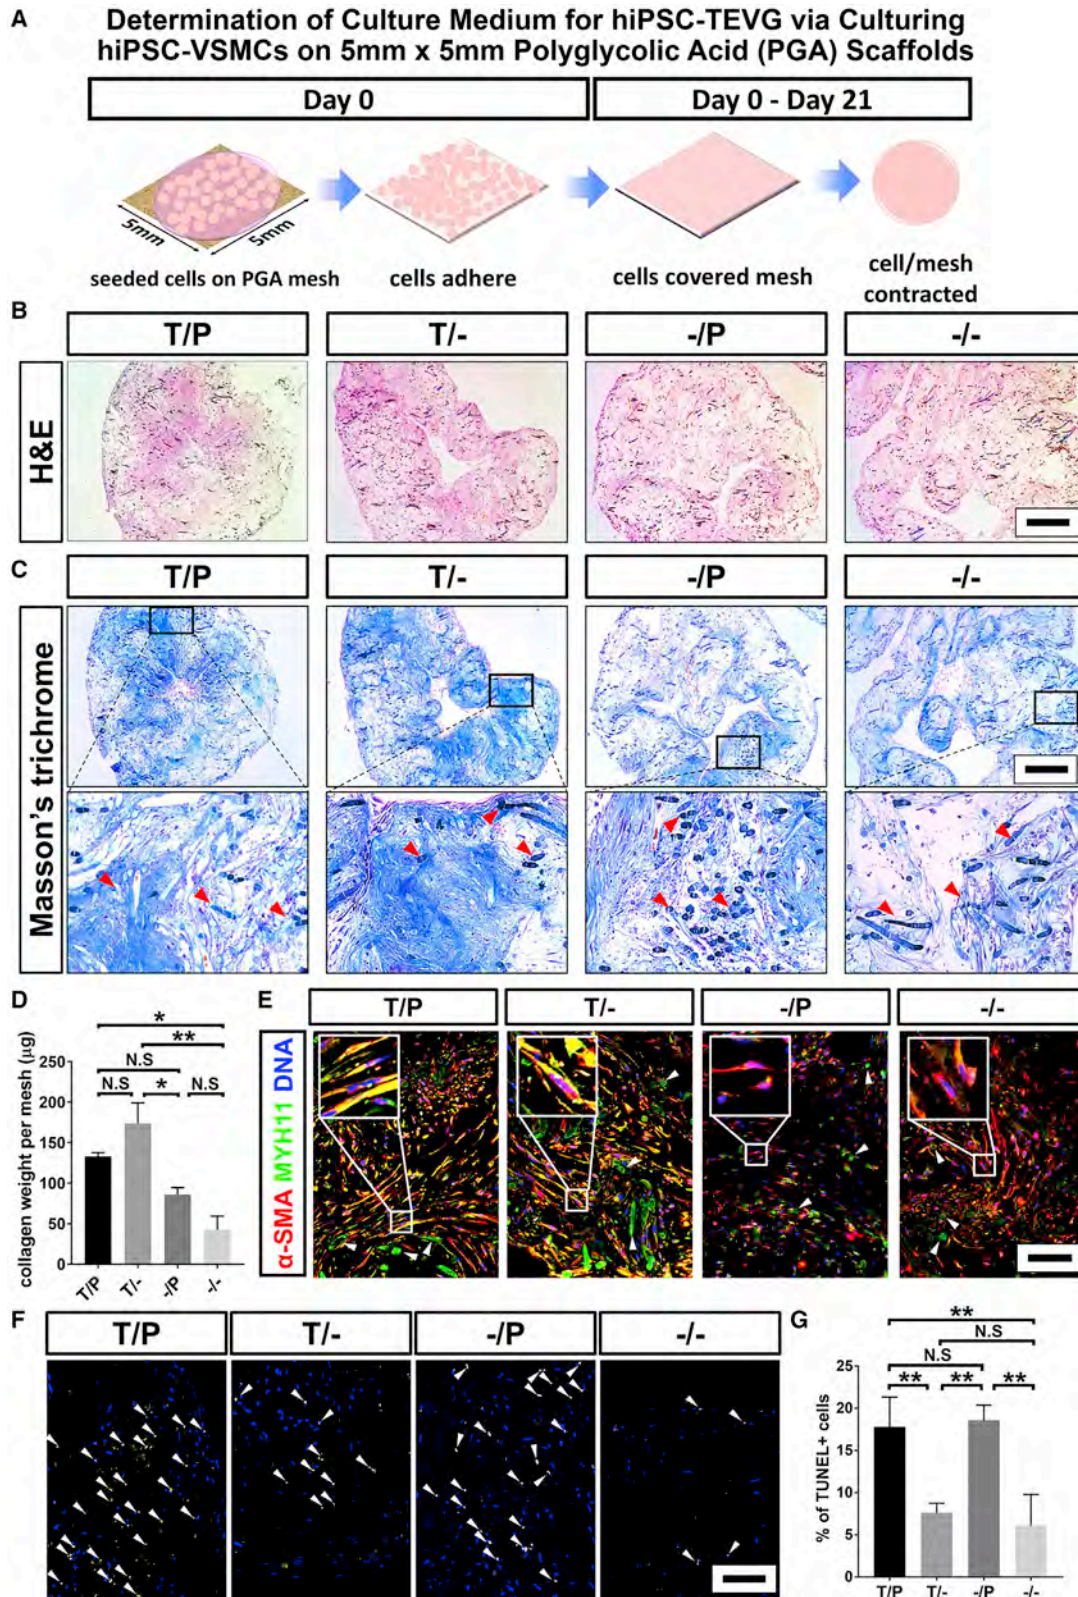 A
Determination of Culture Medium for hiPSC-TEVG via Culturing
hiPSC-VSMCs on 5mm x 5mm Polyglycolic Acid (PGA) Scaffolds
Day 0
Day 0 - Day 21
5mm
5mm
seeded cells on PGA mesh
cells adhere
cells covered mesh
cell/mesh
contracted
B
T/P
T/-
-/P
-/-
H&E
C
T/P
T/-
-/P
-/-
Masson's trichrome
D
*
**
N.S
N.S
*
N.S
collagen weight per mesh (µg)
250
200
150
100
50
0
T/P
T/-
-/P
-/-
E
T/P
T/-
-/P
-/-
α-SMA MYH11 DNA
F
T/P
T/-
-/P
-/-
G
**
N.S
N.S
**
**
**
% of TUNEL+ cells
25
20
15
10
5
0
T/P
T/-
-/P
-/-